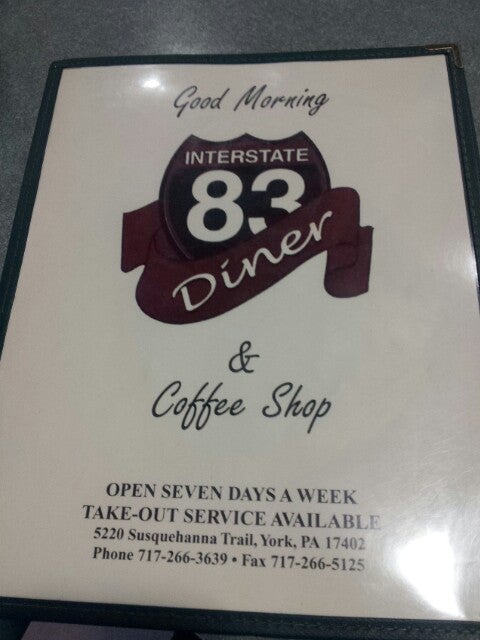 Good Morning
INTERSTATE
83
Diner
&
Coffee Shop
OPEN SEVEN DAYS A WEEK
TAKE-OUT SERVICE AVAILABLE
5220 Susquehanna Trail, York, PA 17402
Phone 717-266-3639 • Fax 717-266-5125